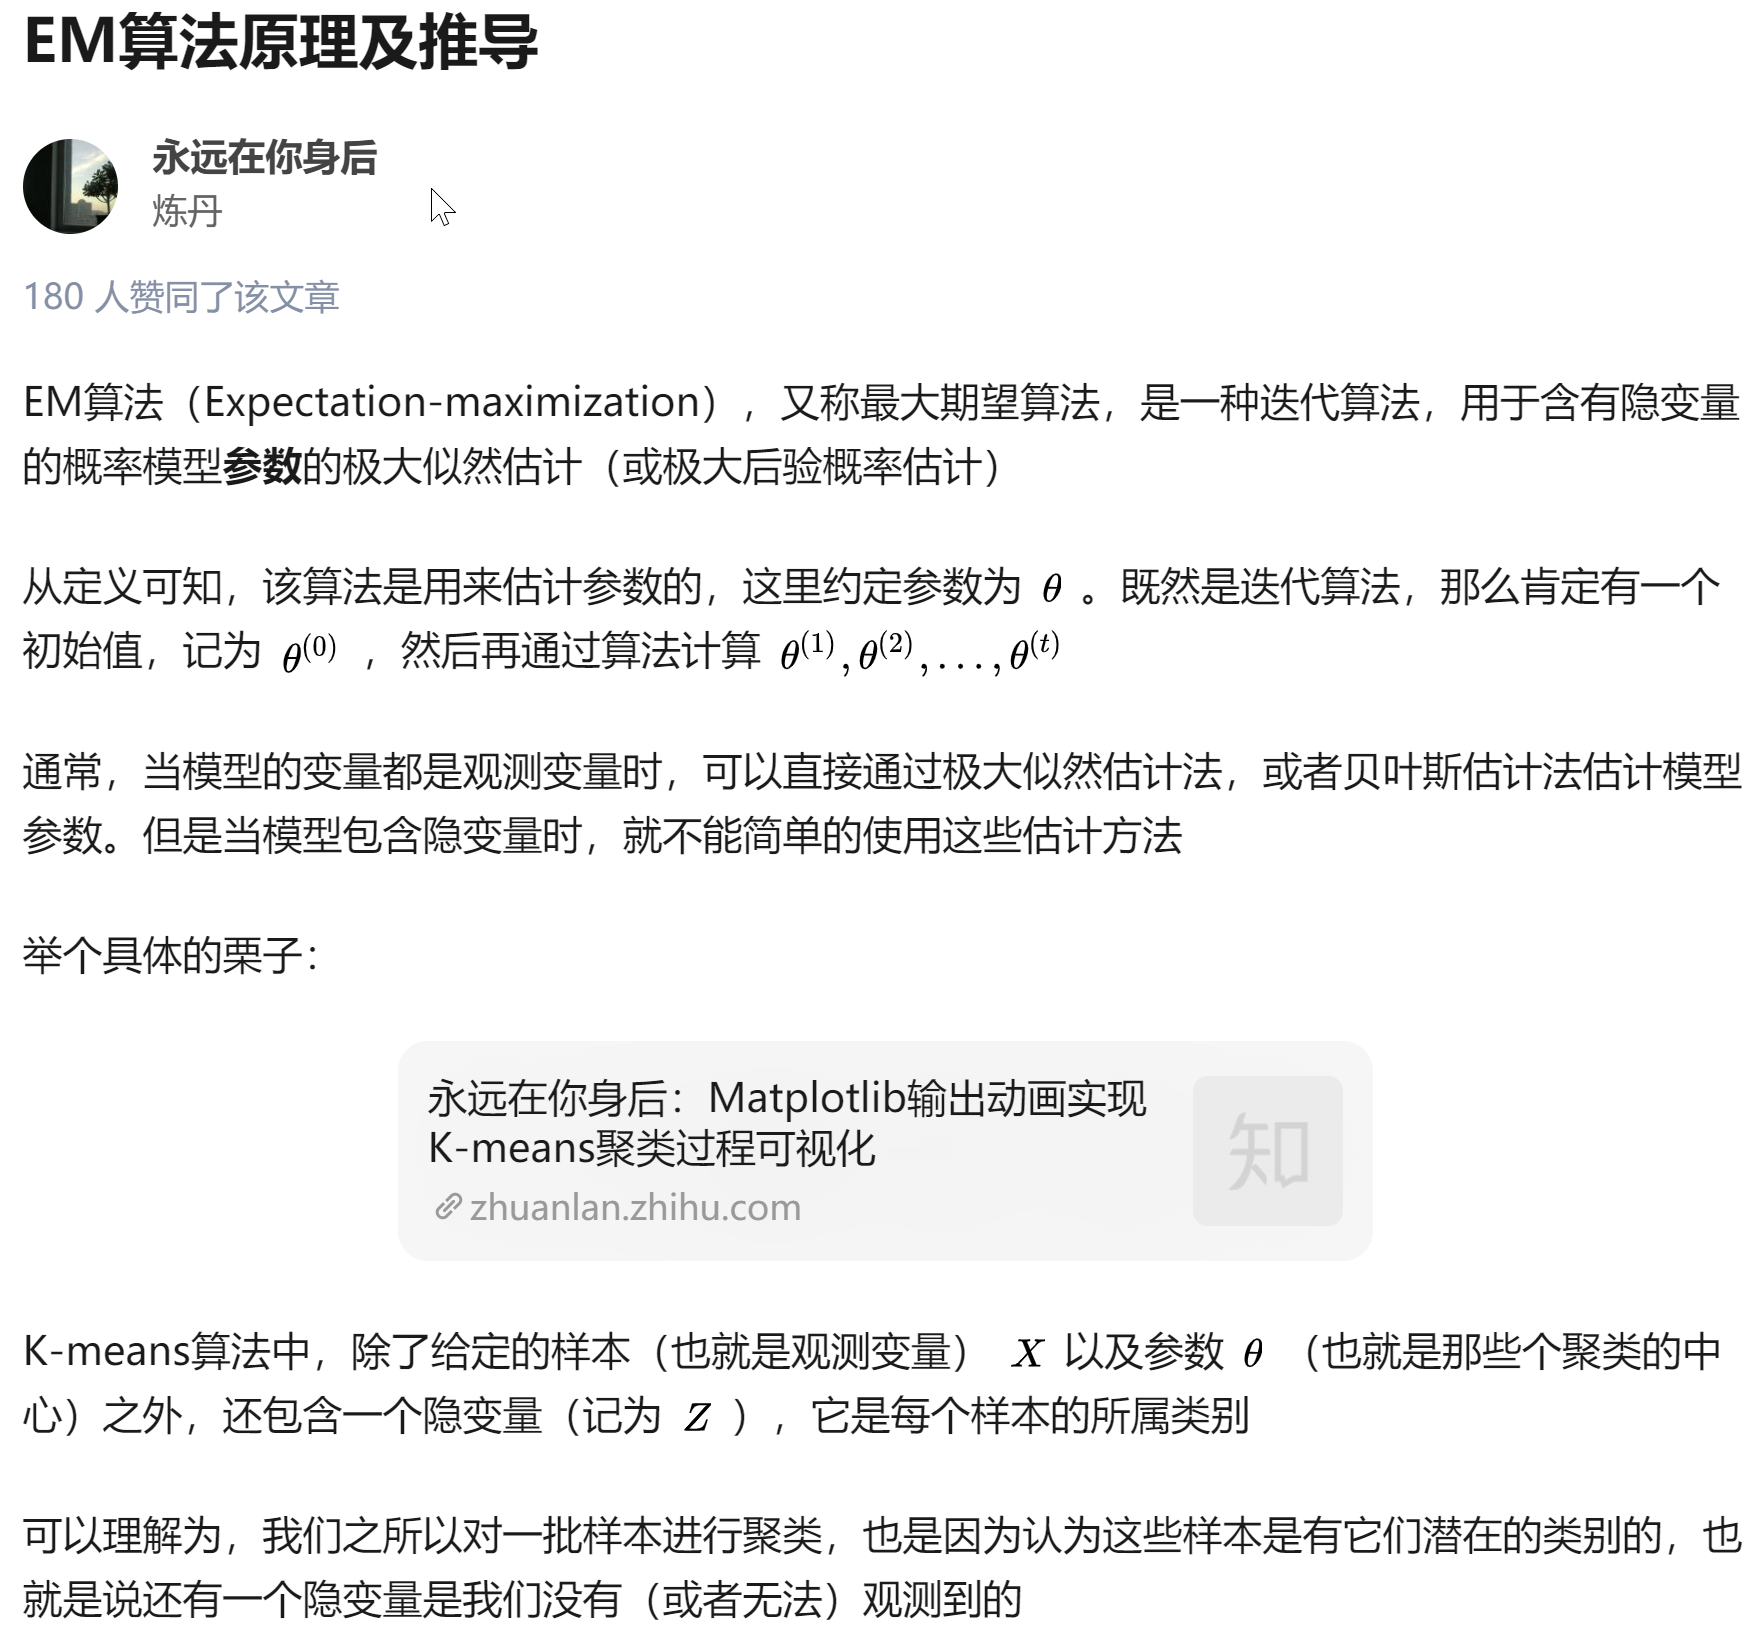 EM算法原理及推导
永远在你身后
炼丹
180 人赞同了该文章
EM算法（Expectation-maximization），又称最大期望算法，是一种迭代算法，用于含有隐变量
的概率模型参数的极大似然估计（或极大后验概率估计）
从定义可知，该算法是用来估计参数的，这里约定参数为 θ 。既然是迭代算法，那么肯定有一个
初始值，记为 θ^(0) ，然后再通过算法计算 θ^(1), θ^(2), ..., θ^(t)
通常，当模型的变量都是观测变量时，可以直接通过极大似然估计法，或者贝叶斯估计法估计模型
参数。但是当模型包含隐变量时，就不能简单的使用这些估计方法
举个具体的栗子：
永远在你身后：Matplotlib输出动画实现
K-means聚类过程可视化
zhuanlan.zhihu.com
知
K-means算法中，除了给定的样本（也就是观测变量） X 以及参数 θ （也就是那些个聚类的中
心）之外，还包含一个隐变量（记为 Z ），它是每个样本的所属类别
可以理解为，我们之所以对一批样本进行聚类，也是因为认为这些样本是有它们潜在的类别的，也
就是说还有一个隐变量是我们没有（或者无法）观测到的